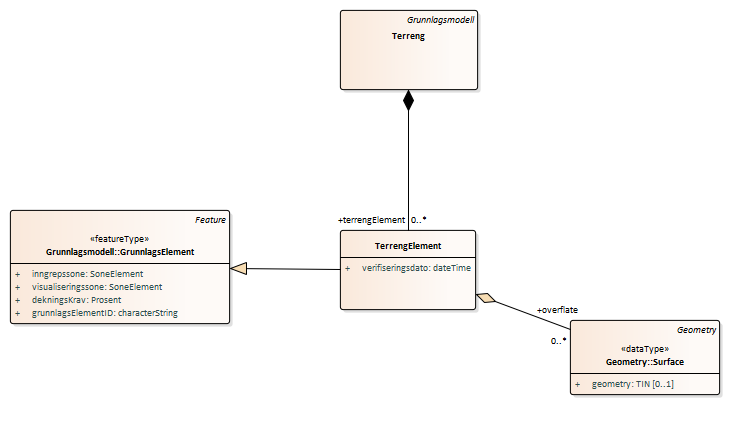 Grunnlagsmodell
Terreng
+terrengElement 0..*
Feature
«featureType»
Grunnlagsmodell::GrunnlagsElement
+ inngrepssone: SoneElement
+ visualiseringssone: SoneElement
+ dekningsKrav: Prosent
+ grunnlagsElementID: characterString
TerrengElement
+ verifiseringsdato: dateTime
+overflate
0..*
Geometry
«dataType»
Geometry::Surface
+ geometry: TIN [0..1]